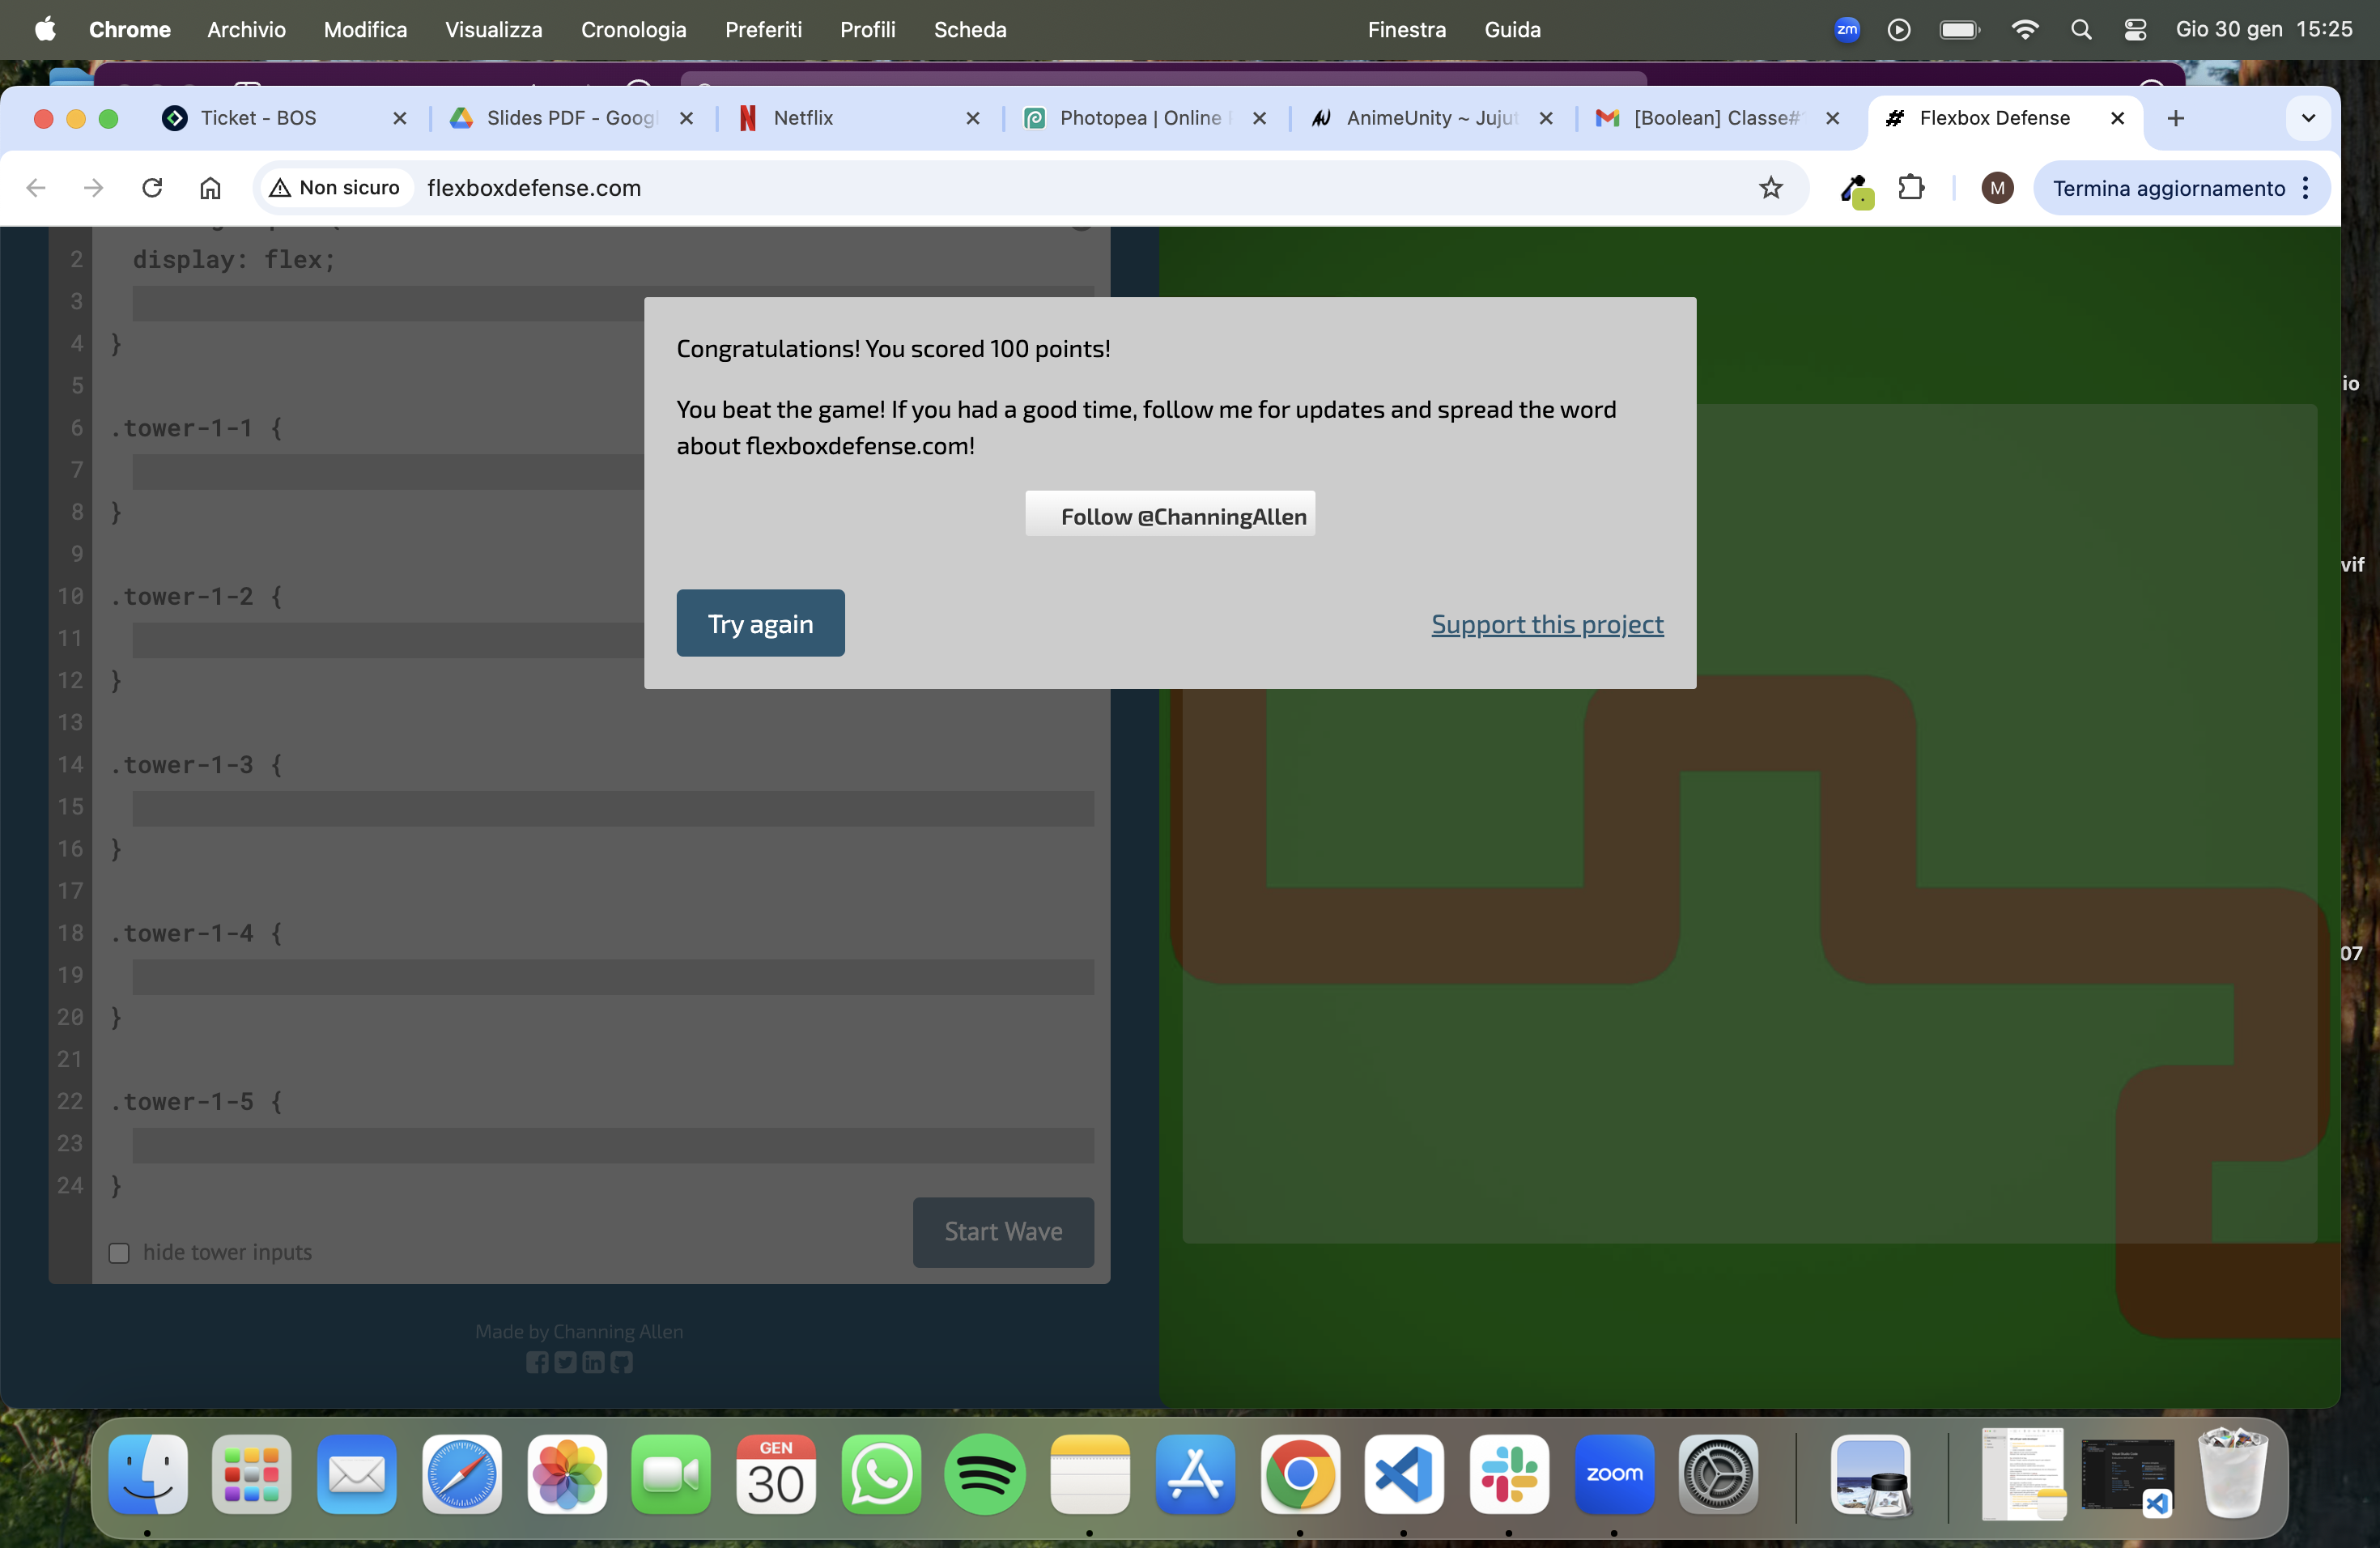 Chrome Archivio Modifica Visualizza Cronologia Preferiti Profili Scheda Finestra Guida zm Gio 30 gen 15:25
Ticket - BOS Slides PDF - Goog Netflix Photopea | Online AnimeUnity ~ Juju [Boolean] Classe# Flexbox Defense
Non sicuro flexboxdefense.com M Termina aggiornamento
2 display: flex;
3
4 }
5
6 .tower-1-1 {
7
8 }
9
10 .tower-1-2 {
11
12 }
13
14 .tower-1-3 {
15
16 }
17
18 .tower-1-4 {
19
20 }
21
22 .tower-1-5 {
23
24 }
hide tower inputs
Start Wave
Made by Channing Allen
Congratulations! You scored 100 points!
You beat the game! If you had a good time, follow me for updates and spread the word
about flexboxdefense.com!
Follow @ChanningAllen
Try again
Support this project
io
vif
07
GEN
30
zoom